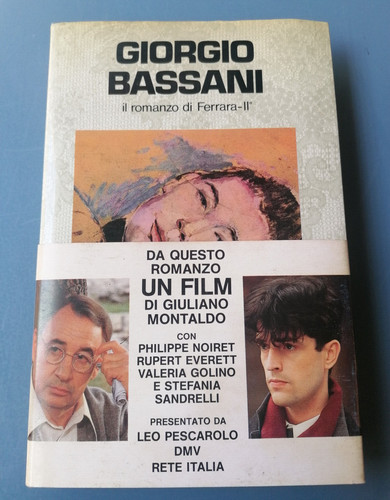 GIORGIO
BASSANI
il romanzo di Ferrara-II°
DA QUESTO
ROMANZO
UN FILM
DI GIULIANO
MONTALDO
CON
PHILIPPE NOIRET
RUPERT EVERETT
VALERIA GOLINO
E STEFANIA
SANDRELLI
PRESENTATO DA
LEO PESCAROLO
DMV
RETE ITALIA